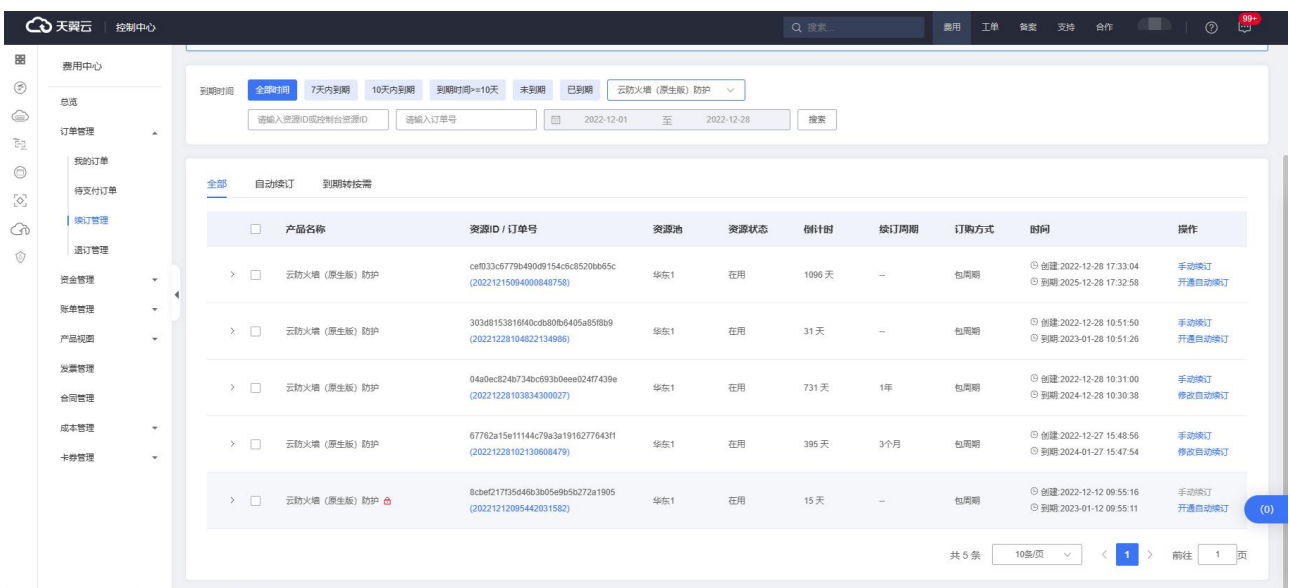 天翼云 控制中心 搜索... 费用 工单 备案 支持 合作 99+
费用中心
总览
订单管理
我的订单
待支付订单
续订管理
退订管理
资金管理
账单管理
产品视图
发票管理
合同管理
成本管理
卡券管理
到期时间 全部时间 7天内到期 10天内到期 到期时间>=10天 未到期 已到期 云防火墙（原生版）防护
请输入资源ID或控制台资源ID 请输入订单号 2022-12-01 至 2022-12-28 搜索
全部 自动续订 到期转按需
产品名称 资源ID / 订单号 资源池 资源状态 倒计时 续订周期 订购方式 时间 操作
云防火墙（原生版）防护 cef033c6779b490d9154c6c8520bb65c 华东1 在用 1096 天 -- 包周期 创建:2022-12-28 17:33:04 手动续订
(20221215094000848758) 到期:2025-12-28 17:32:58 开通自动续订
云防火墙（原生版）防护 303d8153816f40cdb80fb6405a85f8b9 华东1 在用 31 天 -- 包周期 创建:2022-12-28 10:51:50 手动续订
(20221228104822134986) 到期:2023-01-28 10:51:26 开通自动续订
云防火墙（原生版）防护 04a0ec824b734bc693b0eee024f7439e 华东1 在用 731 天 1年 包周期 创建:2022-12-28 10:31:00 手动续订
(20221228103834300027) 到期:2024-12-28 10:30:38 修改自动续订
云防火墙（原生版）防护 67762a15e11144c79a3a1916277643f1 华东1 在用 395 天 3个月 包周期 创建:2022-12-27 15:48:56 手动续订
(20221228102130608479) 到期:2024-01-27 15:47:54 修改自动续订
云防火墙（原生版）防护 8cbef217f35d46b3b05e9b5b272a1905 华东1 在用 15 天 -- 包周期 创建:2022-12-12 09:55:16 手动续订
(20221212095442031582) 到期:2023-01-12 09:55:11 开通自动续订
(0)
共 5 条 10条/页 1 前往 1 页